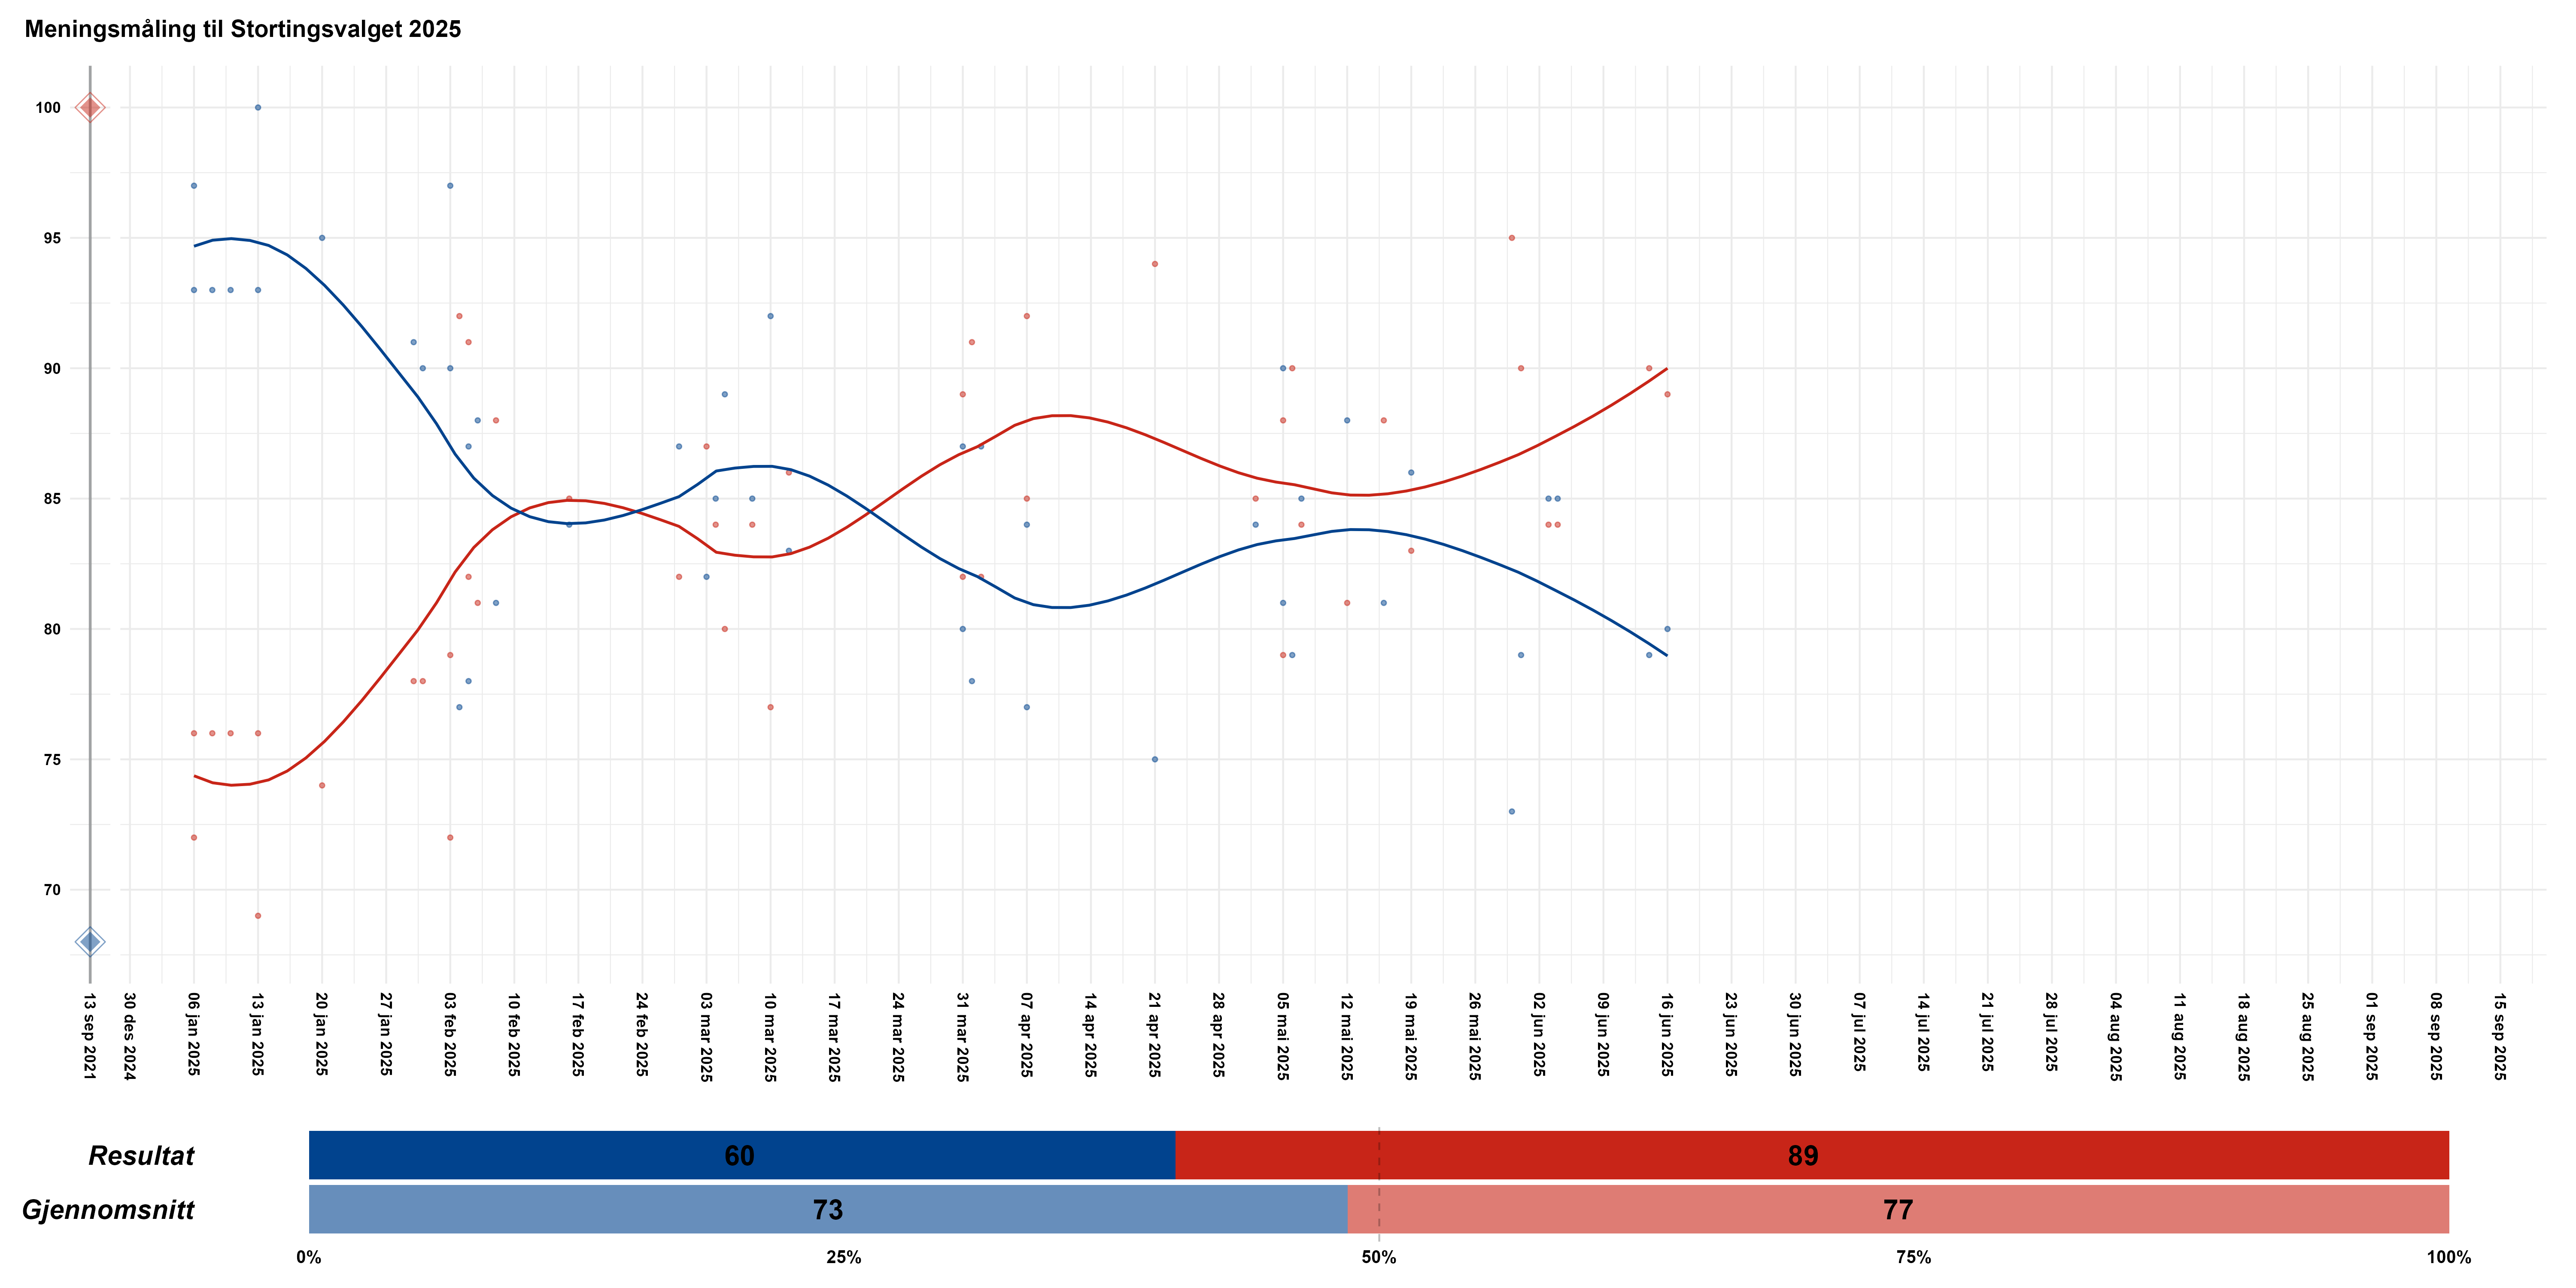 Meningsmåling til Stortingsvalget 2025
100
95
90
85
80
75
70
13 sep 2021
30 des 2024
06 jan 2025
13 jan 2025
20 jan 2025
27 jan 2025
03 feb 2025
10 feb 2025
17 feb 2025
24 feb 2025
03 mar 2025
10 mar 2025
17 mar 2025
24 mar 2025
31 mar 2025
07 apr 2025
14 apr 2025
21 apr 2025
28 apr 2025
05 mai 2025
12 mai 2025
19 mai 2025
26 mai 2025
02 jun 2025
09 jun 2025
16 jun 2025
23 jun 2025
30 jun 2025
07 jul 2025
14 jul 2025
21 jul 2025
28 jul 2025
04 aug 2025
11 aug 2025
18 aug 2025
25 aug 2025
01 sep 2025
08 sep 2025
15 sep 2025
Resultat 60 89
Gjennomsnitt 73 77
0% 25% 50% 75% 100%